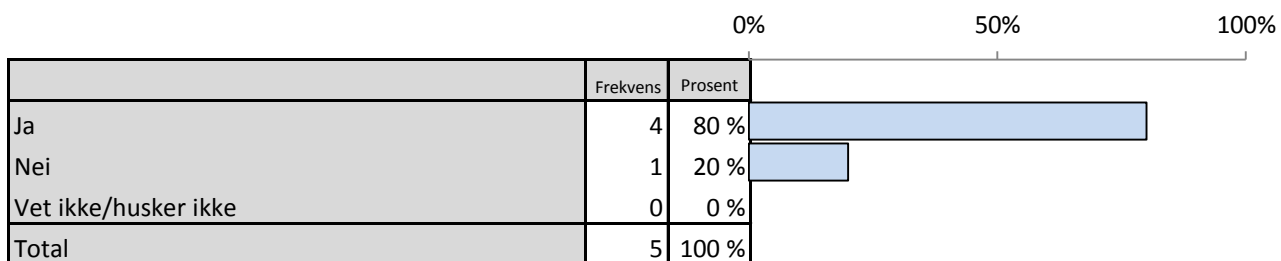 0% 50% 100%
Frekvens Prosent
Ja 4 80 %
Nei 1 20 %
Vet ikke/husker ikke 0 0 %
Total 5 100 %